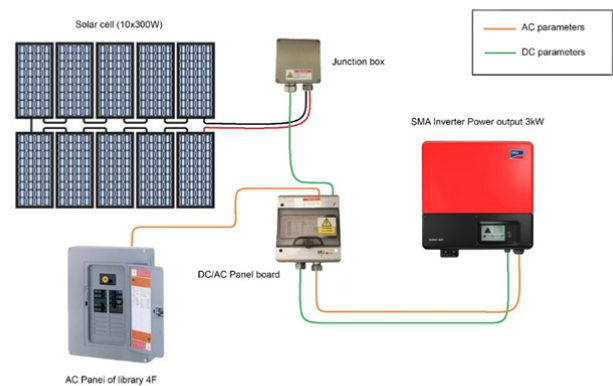 Solar cell (10x300W)
AC parameters
DC parameters
Junction box
SMA Inverter Power output 3kW
DC/AC Panel board
AC Panel of library 4F